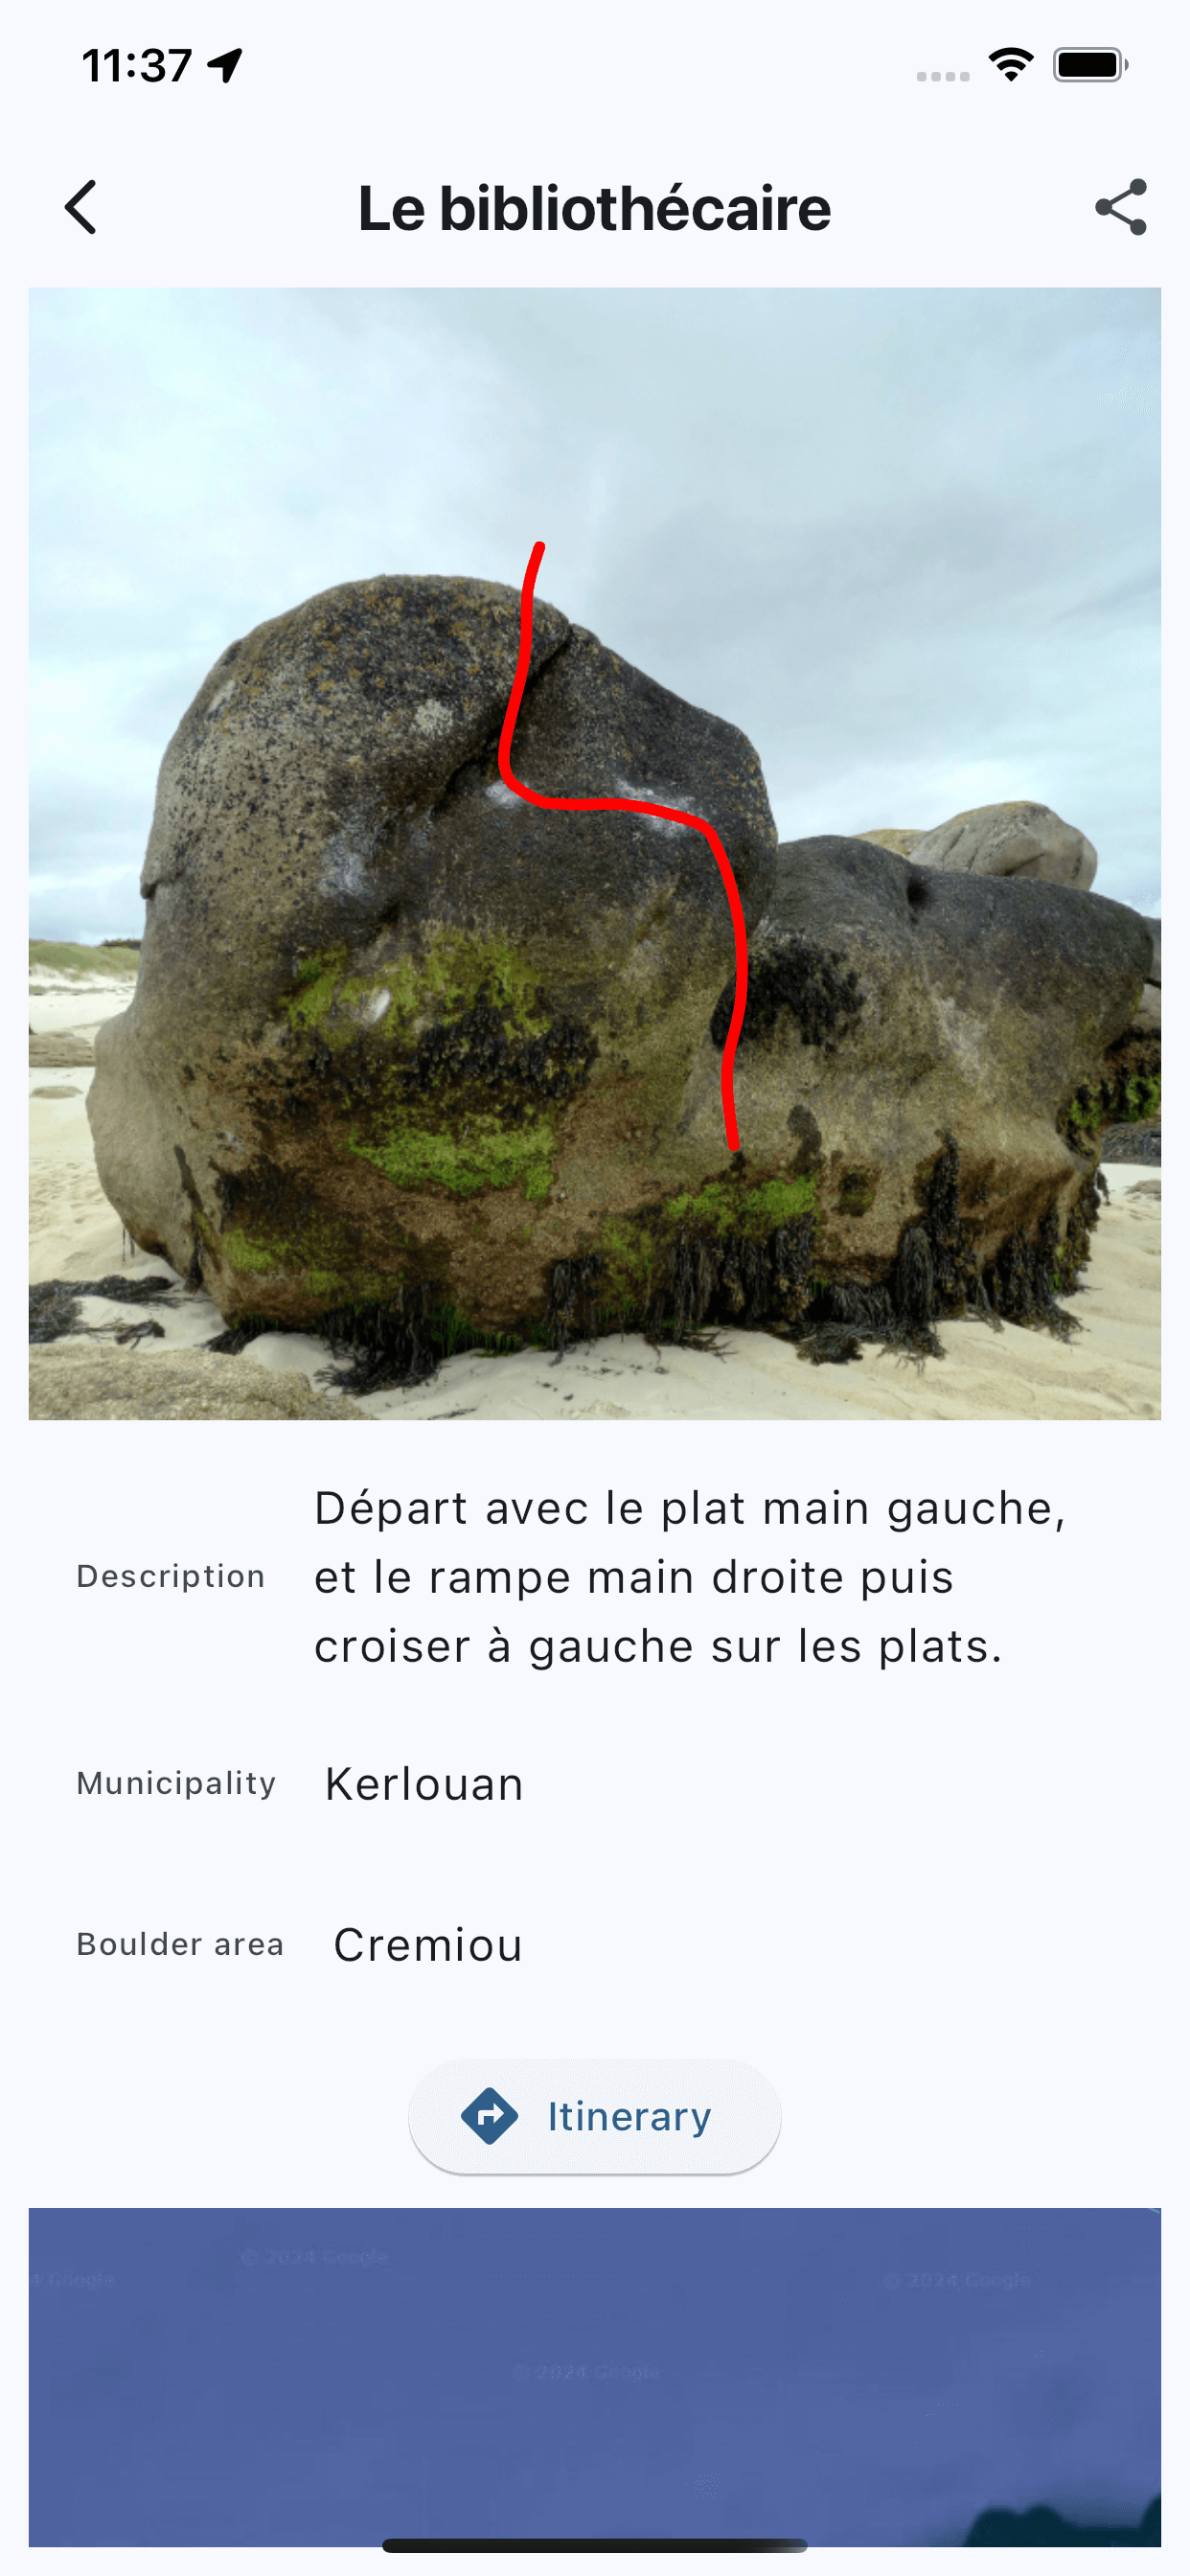 11:37
Le bibliothécaire
Départ avec le plat main gauche,
Description
et le rampe main droite puis
croiser à gauche sur les plats.
Municipality Kerlouan
Boulder area Cremiou
Itinerary
© 2024 Google
4 Google
© 2024 Google
© 2024 Google